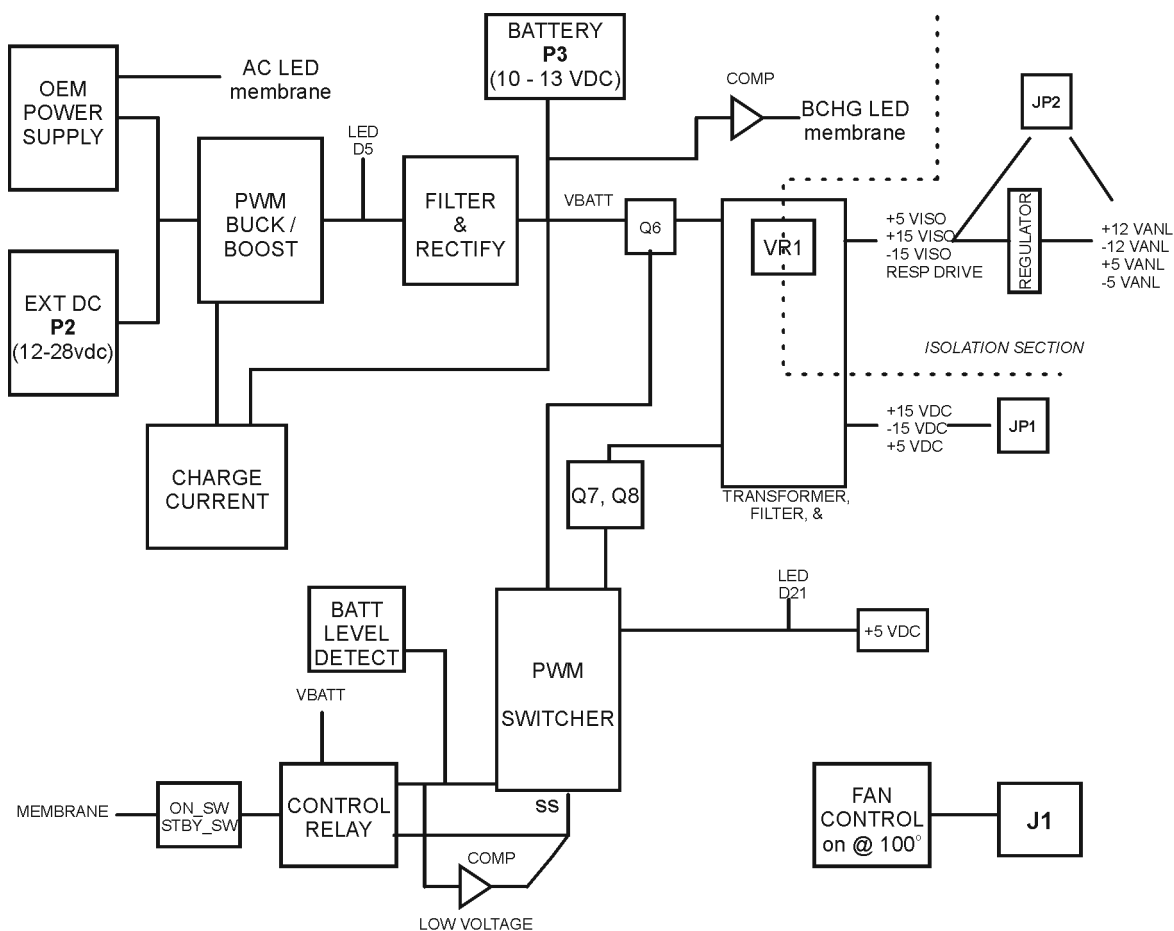 OEM
POWER
SUPPLY
AC LED
membrane
BATTERY
P3
(10 - 13 VDC)
COMP
BCHG LED
membrane
JP2
LED
D5
PWM
BUCK /
BOOST
FILTER
&
RECTIFY
VBATT
Q6
VR1
+5 VISO
+15 VISO
-15 VISO
RESP DRIVE
REGULATOR
+12 VANL
-12 VANL
+5 VANL
-5 VANL
EXT DC
P2
(12-28vdc)
ISOLATION SECTION
+15 VDC
-15 VDC
+5 VDC
JP1
CHARGE
CURRENT
Q7, Q8
TRANSFORMER,
FILTER, &
LED
D21
+5 VDC
BATT
LEVEL
DETECT
PWM
SWITCHER
VBATT
MEMBRANE
ON_SW
STBY_SW
CONTROL
RELAY
SS
COMP
LOW VOLTAGE
FAN
CONTROL
on @ 100°
J1